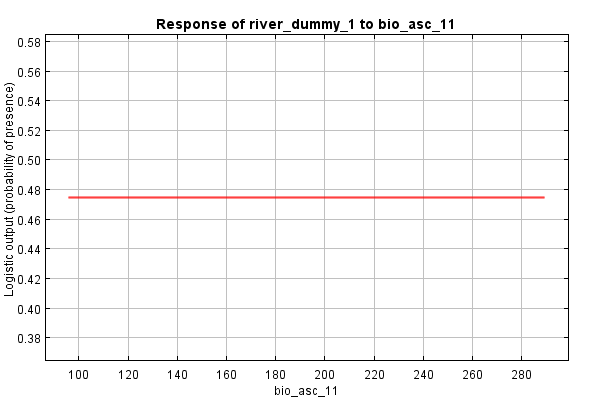 Response of river_dummy_1 to bio_asc_11
Logistic output (probability of presence)
0.58
0.56
0.54
0.52
0.50
0.48
0.46
0.44
0.42
0.40
0.38
100 120 140 160 180 200 220 240 260 280
bio_asc_11